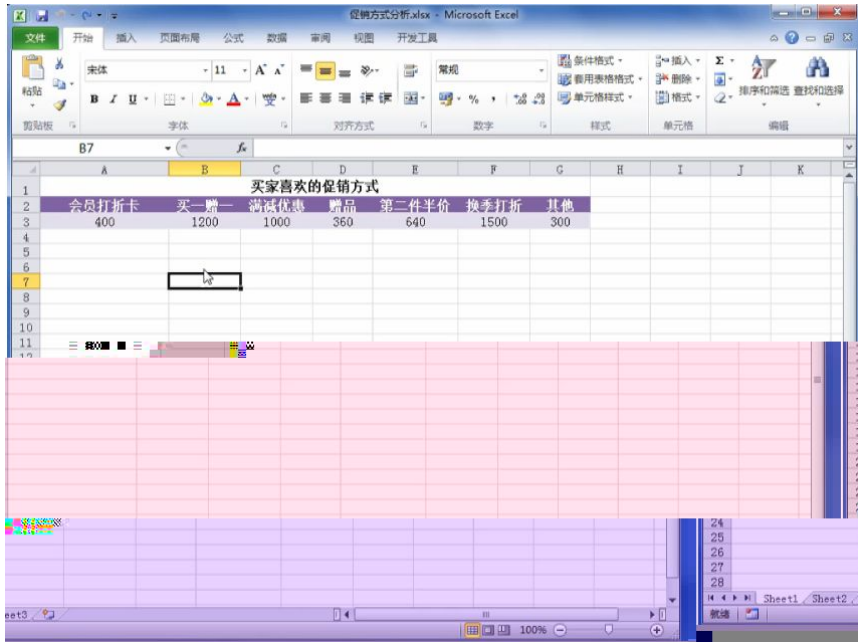 促销方式分析.xlsx - Microsoft Excel
文件 开始 插入 页面布局 公式 数据 审阅 视图 开发工具
宋体 11 常规
粘贴
B I U
条件格式
套用表格格式
单元格样式
插入
删除
格式
排序和筛选 查找和选择
剪贴板 字体 对齐方式 数字 样式 单元格 编辑
B7 fx
A B C D E F G H I J K
1 买家喜欢的促销方式
2 会员打折卡 买一赠一 满减优惠 赠品 第二件半价 换季打折 其他
3 400 1200 1000 360 640 1500 300
4
5
6
7
8
9
10
11
12
24
25
26
27
28
Sheet1 Sheet2
eet3
就绪
100%